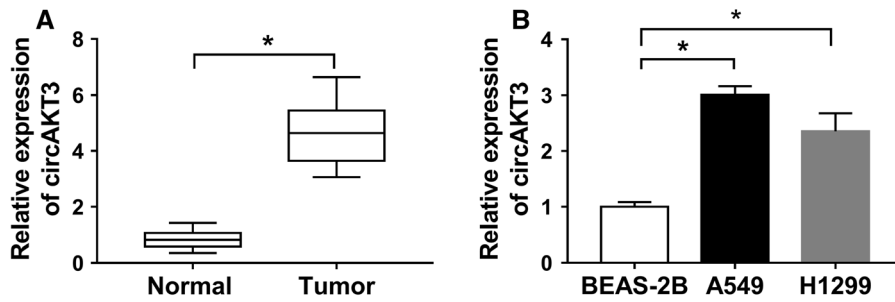 A
Relative expression
of circAKT3
8
6
4
2
0
*
Normal Tumor
B
Relative expression
of circAKT3
4
3
2
1
0
*
*
BEAS-2B A549 H1299